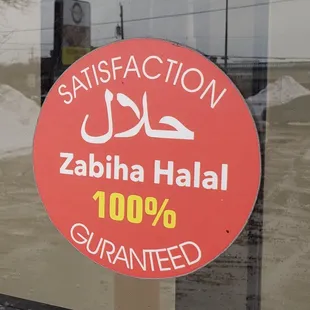 SATISFACTION
حلال
Zabiha Halal
100%
GURANTEED